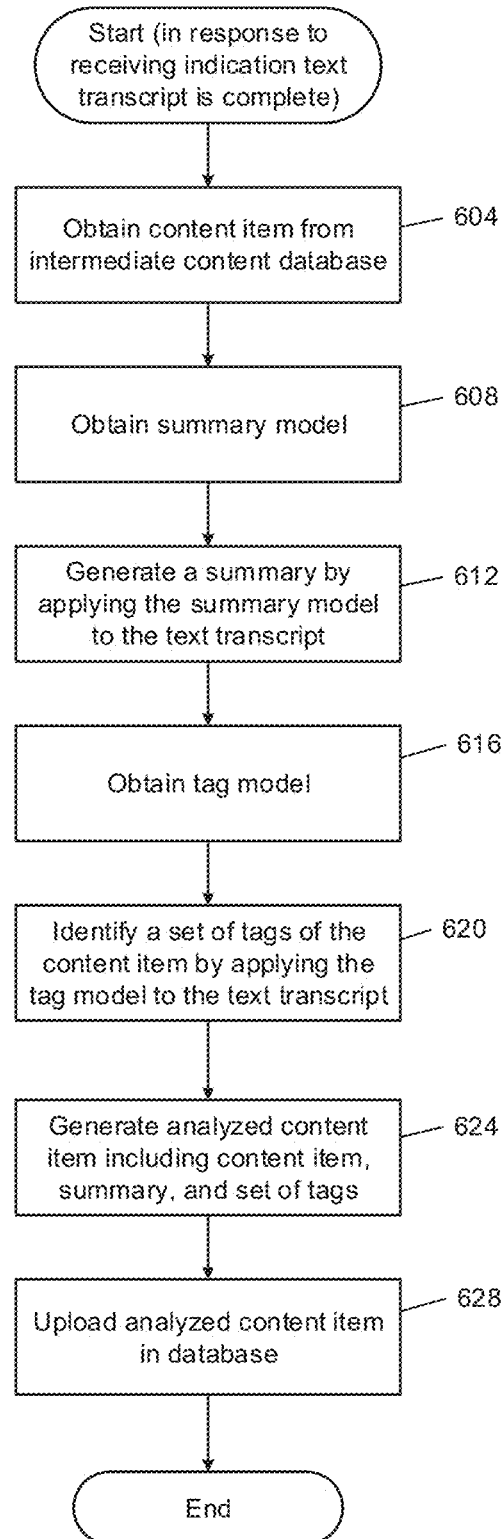 Start (in response to
receiving indication text
transcript is complete)
604
Obtain content item from
intermediate content database
608
Obtain summary model
612
Generate a summary by
applying the summary model
to the text transcript
616
Obtain tag model
620
Identify a set of tags of the
content item by applying the
tag model to the text transcript
624
Generate analyzed content
item including content item,
summary, and set of tags
628
Upload analyzed content item
in database
End